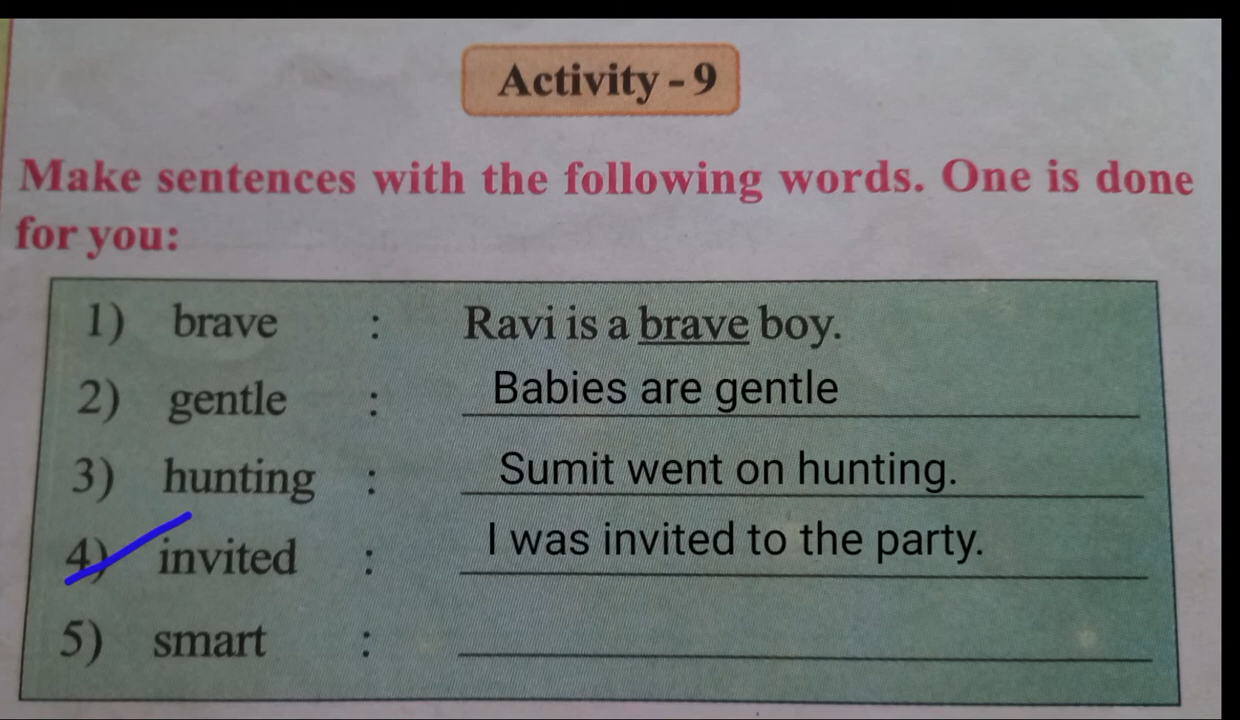 Activity - 9
Make sentences with the following words. One is done
for you:
1) brave : Ravi is a brave boy.
2) gentle : Babies are gentle
3) hunting : Sumit went on hunting.
4) invited : I was invited to the party.
5) smart :